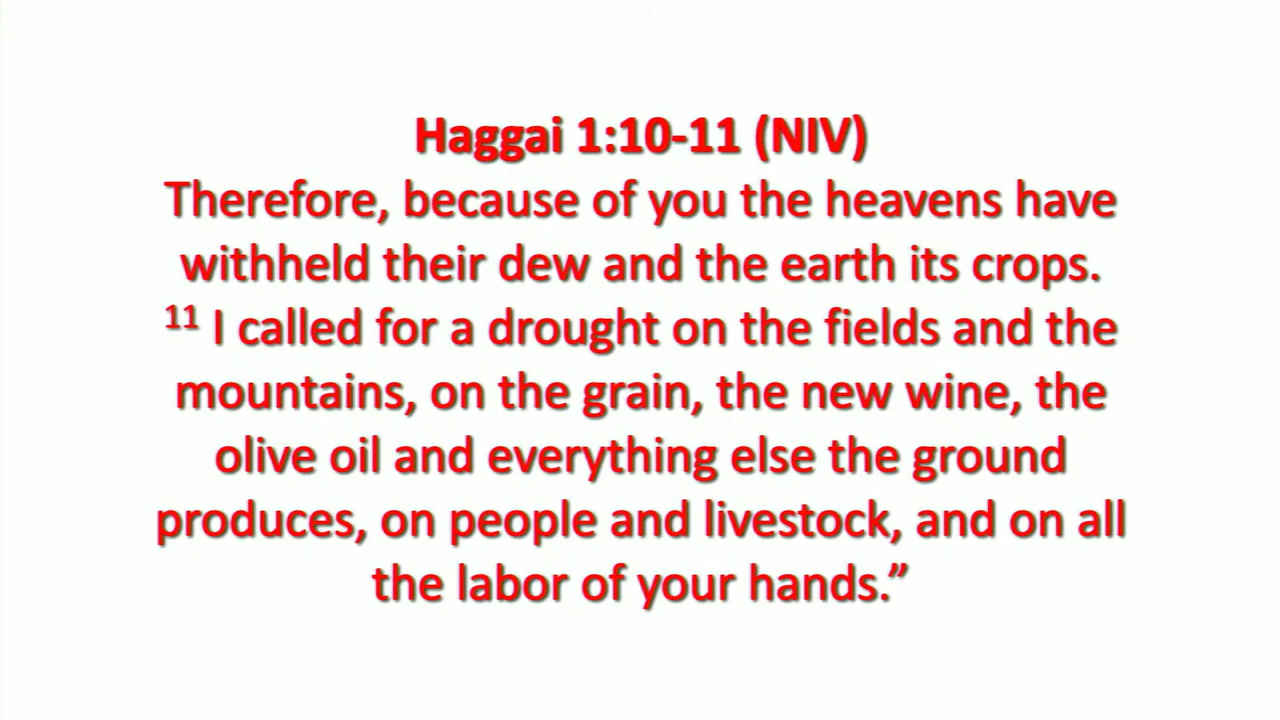 Haggai 1:10-11 (NIV)
Therefore, because of you the heavens have
withheld their dew and the earth its crops.
11 I called for a drought on the fields and the
mountains, on the grain, the new wine, the
olive oil and everything else the ground
produces, on people and livestock, and on all
the labor of your hands.”